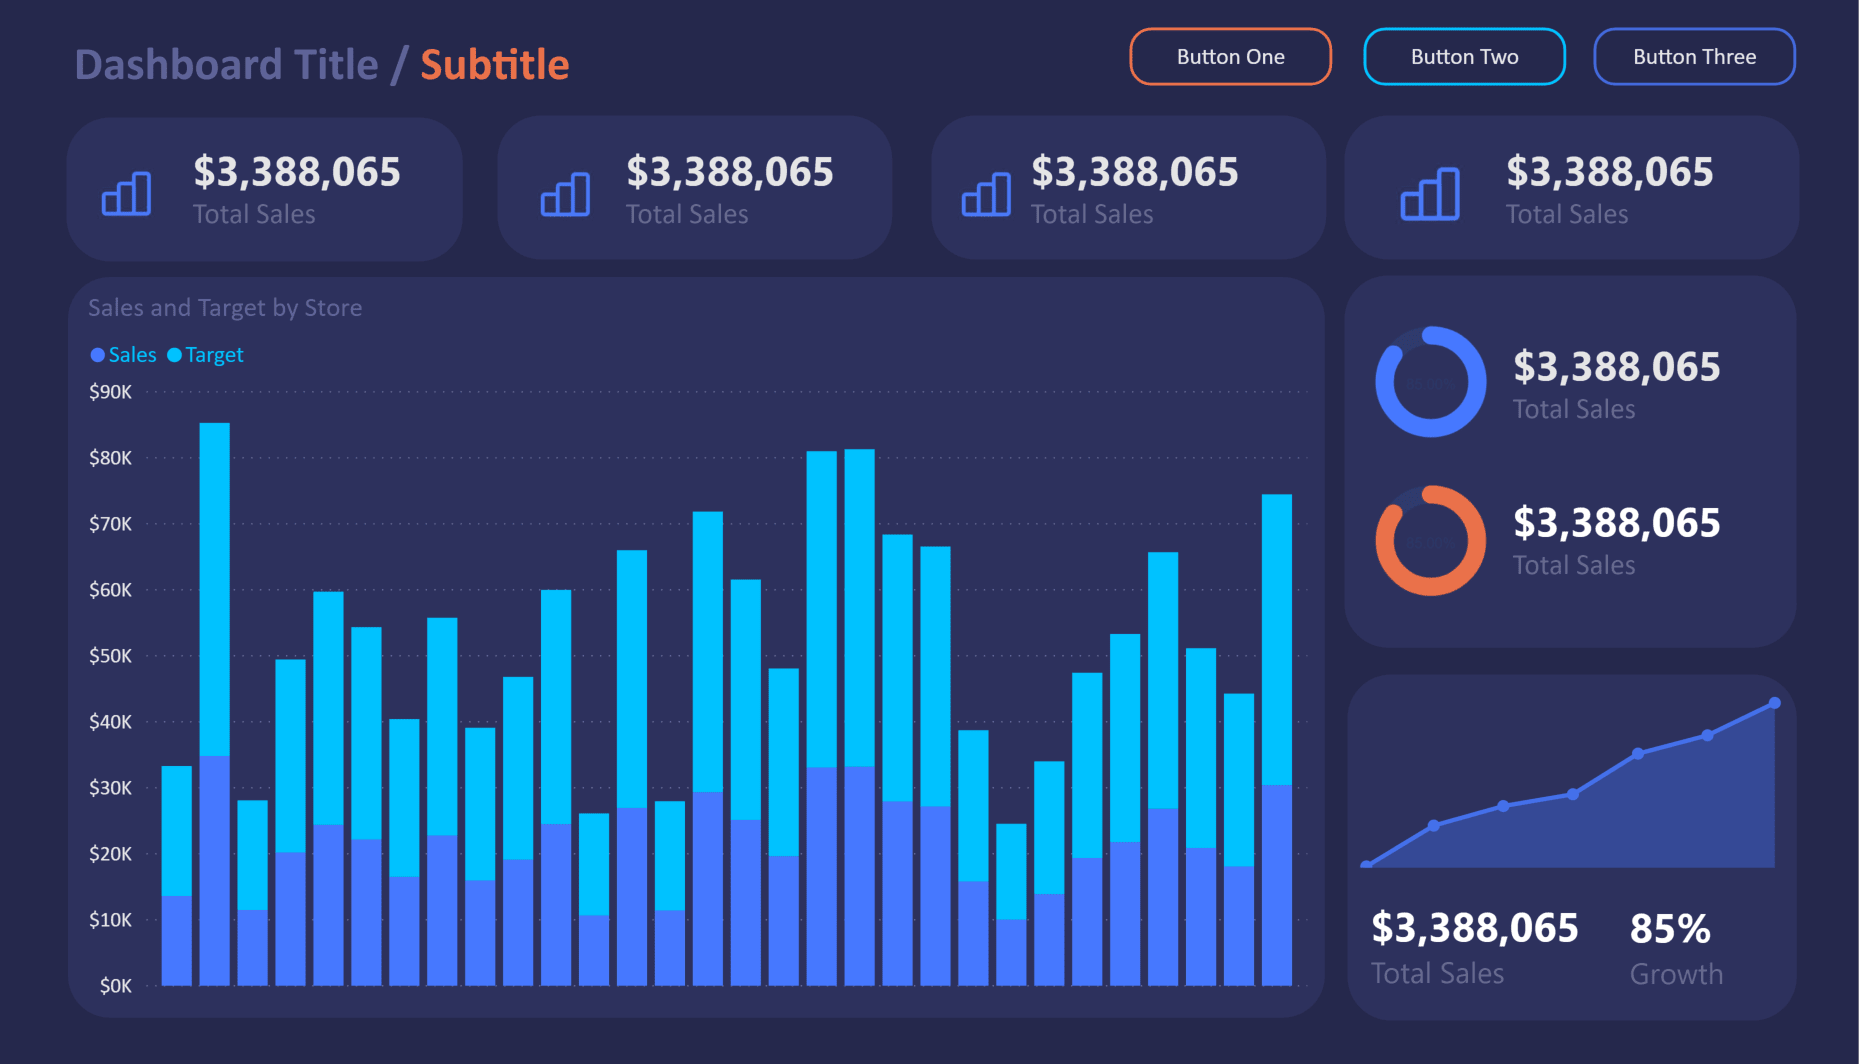 Dashboard Title / Subtitle
Button One
Button Two
Button Three
$3,388,065
Total Sales
$3,388,065
Total Sales
$3,388,065
Total Sales
$3,388,065
Total Sales
Sales and Target by Store
Sales Target
$90K
$80K
$70K
$60K
$50K
$40K
$30K
$20K
$10K
$0K
$3,388,065
Total Sales
$3,388,065
Total Sales
$3,388,065
Total Sales
85%
Growth